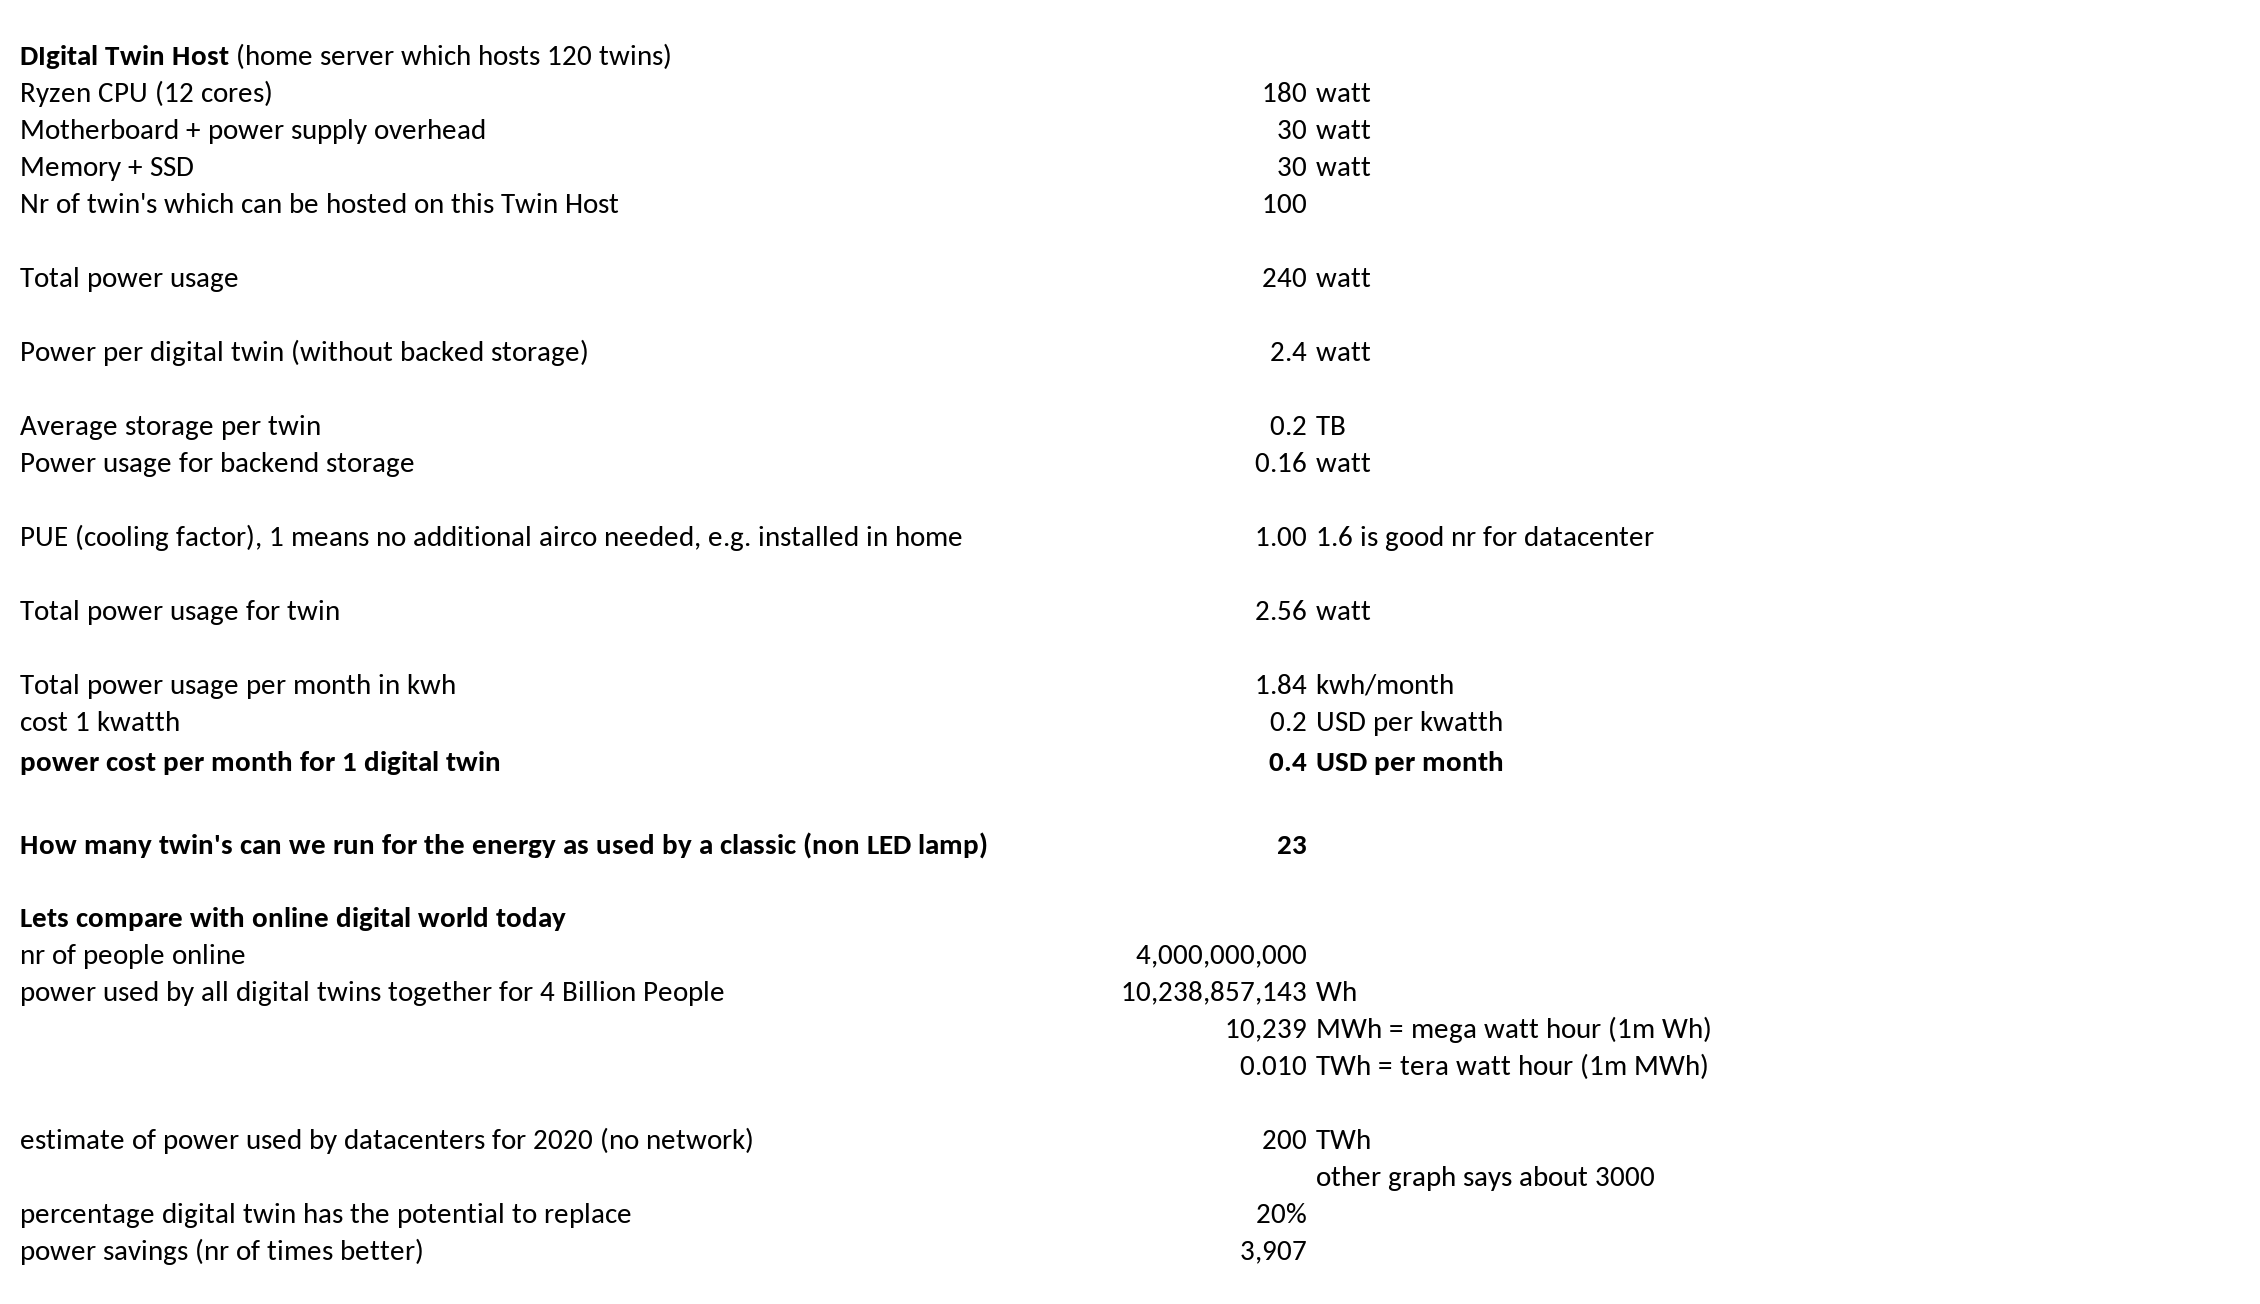 DIgital Twin Host (home server which hosts 120 twins)
Ryzen CPU (12 cores) 180 watt
Motherboard + power supply overhead 30 watt
Memory + SSD 30 watt
Nr of twin's which can be hosted on this Twin Host 100
Total power usage 240 watt
Power per digital twin (without backed storage) 2.4 watt
Average storage per twin 0.2 TB
Power usage for backend storage 0.16 watt
PUE (cooling factor), 1 means no additional airco needed, e.g. installed in home 1.00 1.6 is good nr for datacenter
Total power usage for twin 2.56 watt
Total power usage per month in kwh 1.84 kwh/month
cost 1 kwatth 0.2 USD per kwatth
power cost per month for 1 digital twin 0.4 USD per month
How many twin's can we run for the energy as used by a classic (non LED lamp) 23
Lets compare with online digital world today
nr of people online 4,000,000,000
power used by all digital twins together for 4 Billion People 10,238,857,143 Wh
10,239 MWh = mega watt hour (1m Wh)
0.010 TWh = tera watt hour (1m MWh)
estimate of power used by datacenters for 2020 (no network) 200 TWh
other graph says about 3000
percentage digital twin has the potential to replace 20%
power savings (nr of times better) 3,907